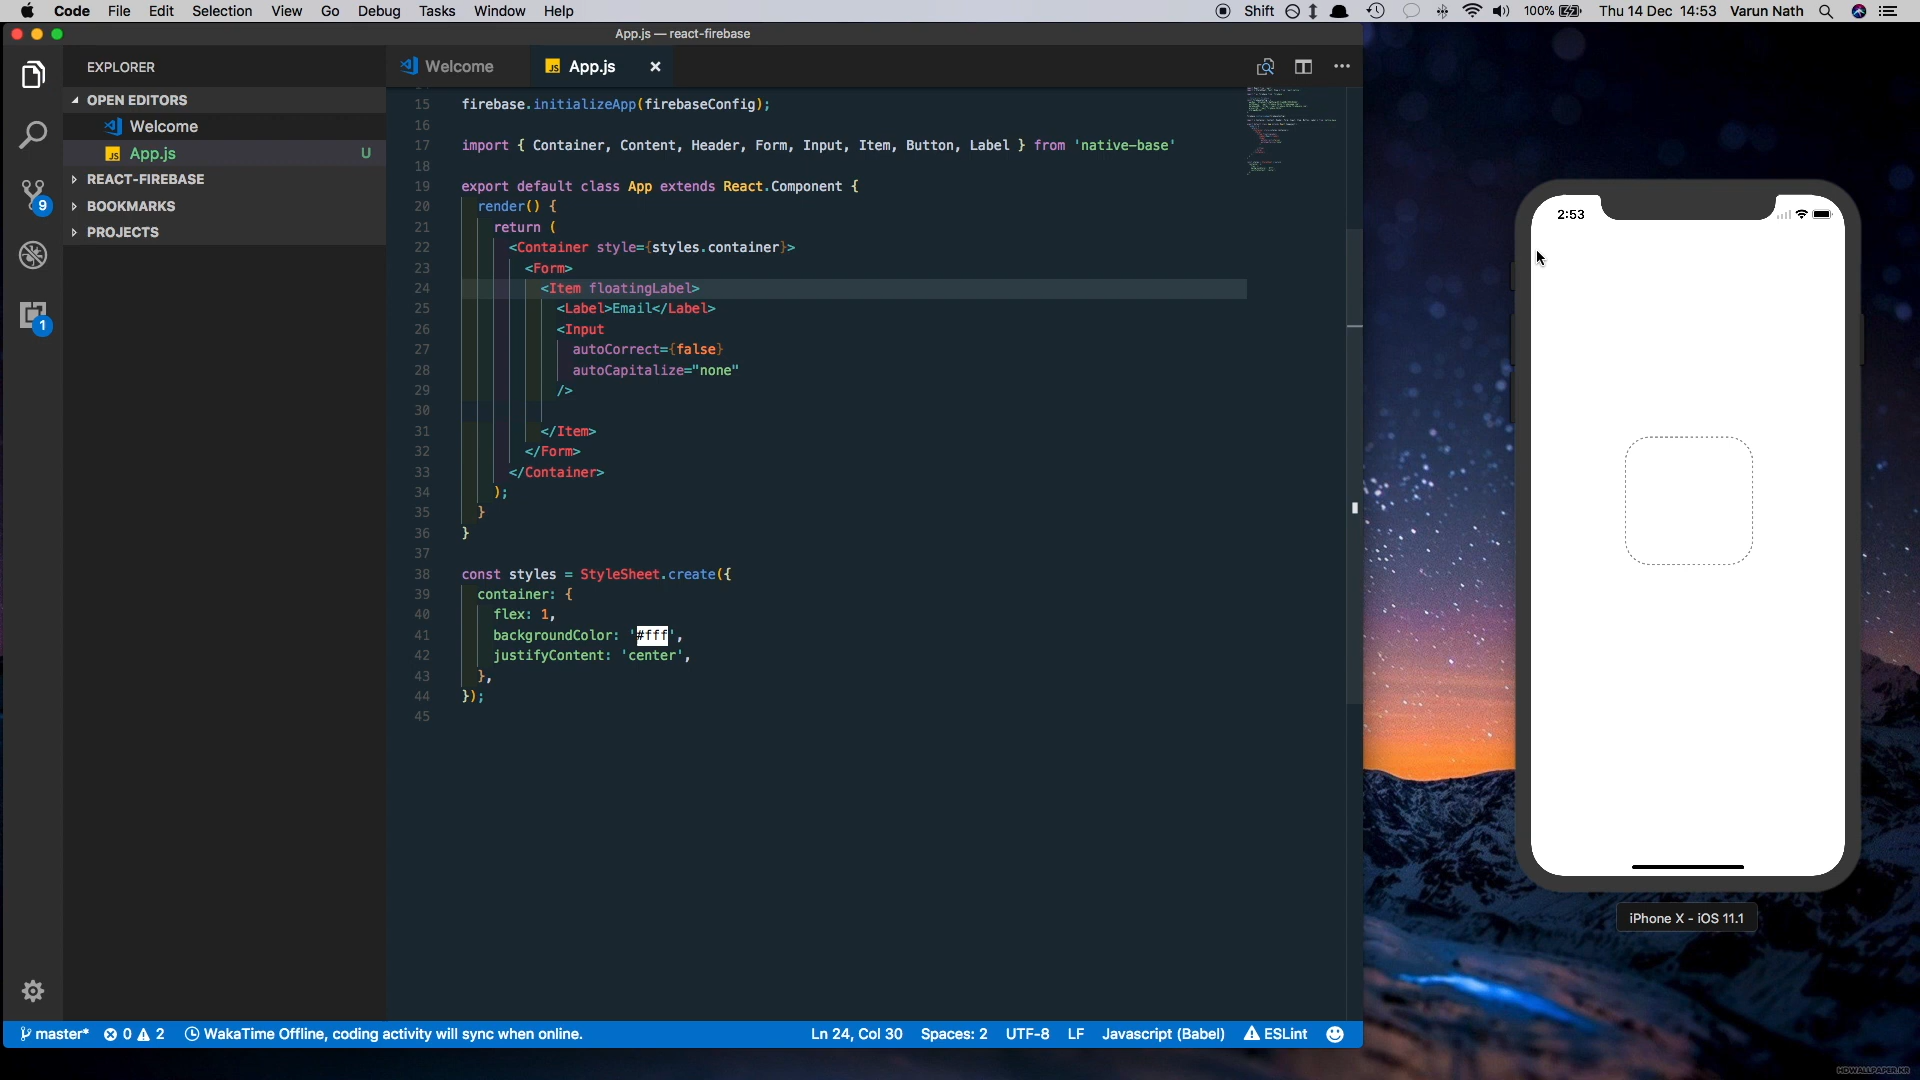 Code File Edit Selection View Go Debug Tasks Window Help Shift 100% Thu 14 Dec 14:53 Varun Nath
App.js — react-firebase
EXPLORER
OPEN EDITORS
Welcome
App.js U
REACT-FIREBASE
BOOKMARKS
PROJECTS
9
1
Welcome App.js
15 firebase.initializeApp(firebaseConfig);
16
17 import { Container, Content, Header, Form, Input, Item, Button, Label } from 'native-base'
18
19 export default class App extends React.Component {
20 render() {
21 return (
22 <Container style={styles.container}>
23 <Form>
24 <Item floatingLabel>
25 <Label>Email</Label>
26 <Input
27 autoCorrect={false}
28 autoCapitalize="none"
29 />
30
31 </Item>
32 </Form>
33 </Container>
34 );
35 }
36 }
37
38 const styles = StyleSheet.create({
39 container: {
40 flex: 1,
41 backgroundColor: '#fff',
42 justifyContent: 'center',
43 },
44 });
45
2:53
iPhone X - iOS 11.1
master* 0 2 WakaTime Offline, coding activity will sync when online. Ln 24, Col 30 Spaces: 2 UTF-8 LF Javascript (Babel) ESLint
HDWALLPAPER.KR